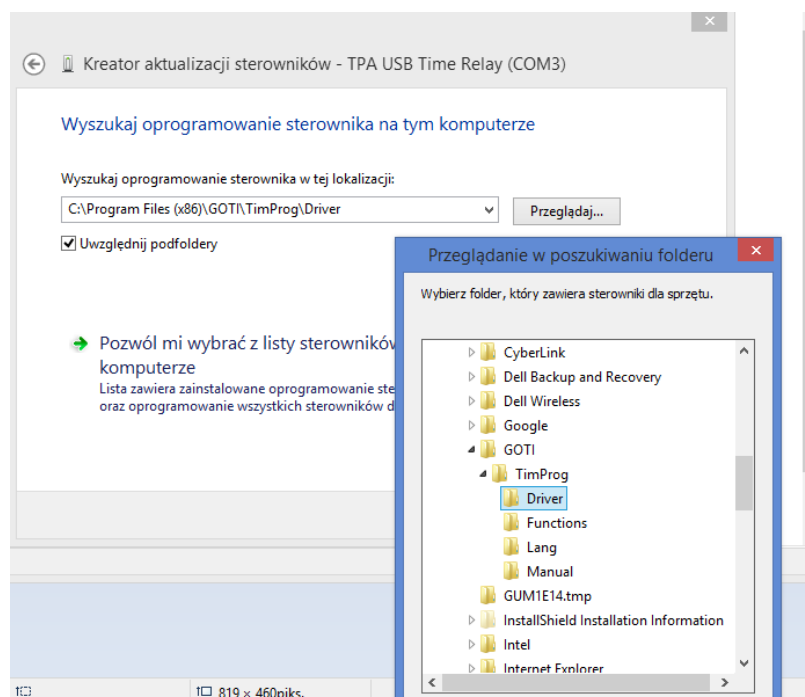 Kreator aktualizacji sterowników - TPA USB Time Relay (COM3)
Wyszukaj oprogramowanie sterownika na tym komputerze
Wyszukaj oprogramowanie sterownika w tej lokalizacji:
C:\Program Files (x86)\GOTI\TimProg\Driver
Przeglądaj...
Uwzględnij podfoldery
Pozwól mi wybrać z listy sterowników
komputerze
Lista zawiera zainstalowane oprogramowanie ste
oraz oprogramowanie wszystkich sterowników d
Przeglądanie w poszukiwaniu folderu
Wybierz folder, który zawiera sterowniki dla sprzętu.
CyberLink
Dell Backup and Recovery
Dell Wireless
Google
GOTI
TimProg
Driver
Functions
Lang
Manual
GUM1E14.tmp
InstallShield Installation Information
Intel
Internet Explorer
819 × 460piks.